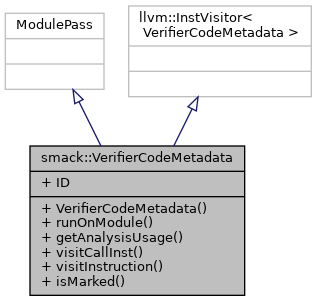 ModulePass
llvm::InstVisitor<
VerifierCodeMetadata >
smack::VerifierCodeMetadata
+ ID
+ VerifierCodeMetadata()
+ runOnModule()
+ getAnalysisUsage()
+ visitCallInst()
+ visitInstruction()
+ isMarked()